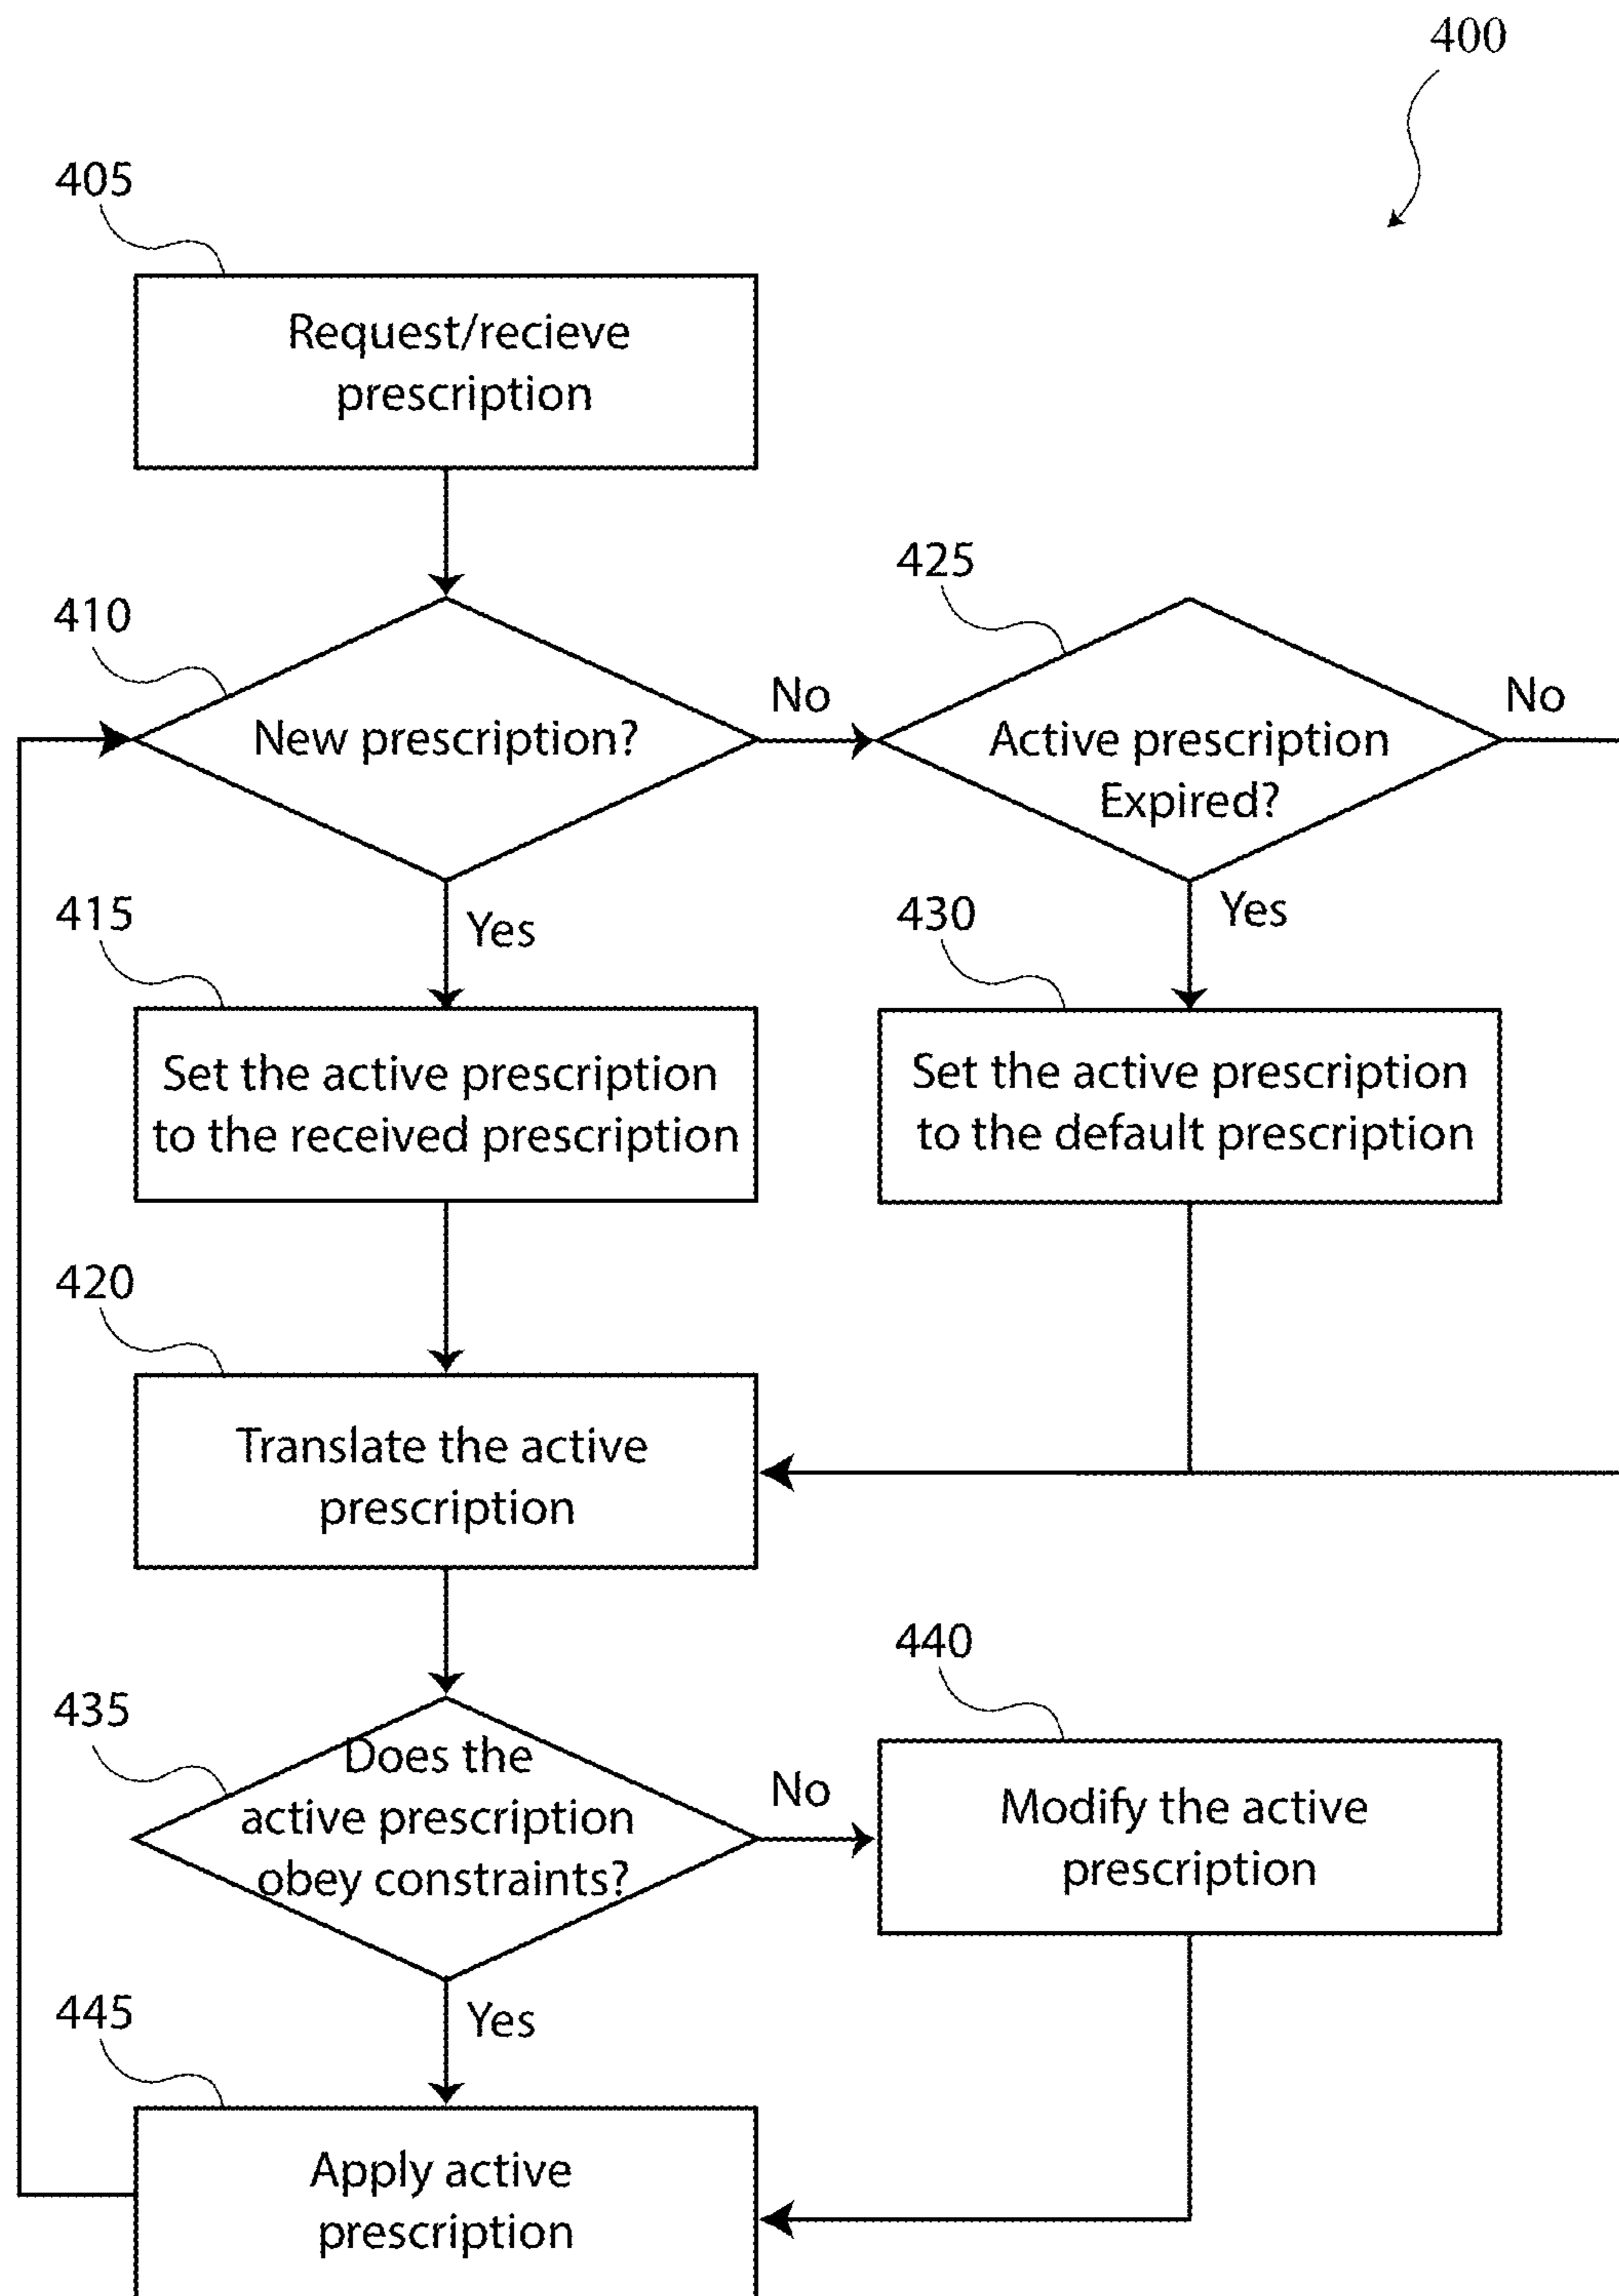 400
405
Request/recieve
prescription
410
New prescription?
No
425
Active prescription
Expired?
No
415
Yes
Set the active prescription
to the received prescription
430
Yes
Set the active prescription
to the default prescription
420
Translate the active
prescription
435
Does the
active prescription
obey constraints?
No
440
Modify the active
prescription
445
Yes
Apply active
prescription